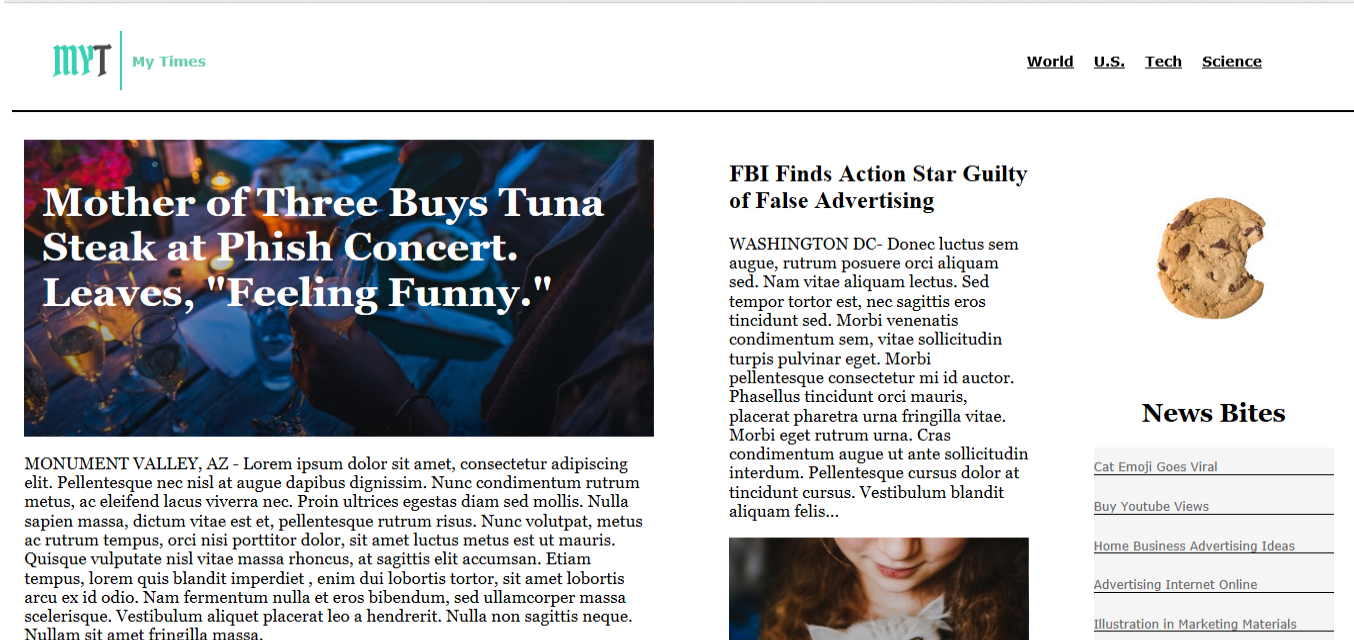 MYT
My Times
World U.S. Tech Science
Mother of Three Buys Tuna
Steak at Phish Concert.
Leaves, "Feeling Funny."
MONUMENT VALLEY, AZ - Lorem ipsum dolor sit amet, consectetur adipiscing
elit. Pellentesque nec nisl at augue dapibus dignissim. Nunc condimentum rutrum
metus, ac eleifend lacus viverra nec. Proin ultrices egestas diam sed mollis. Nulla
sapien massa, dictum vitae est et, pellentesque rutrum risus. Nunc volutpat, metus
ac rutrum tempus, orci nisi porttitor dolor, sit amet luctus metus est ut mauris.
Quisque vulputate nisl vitae massa rhoncus, at sagittis elit accumsan. Etiam
tempus, lorem quis blandit imperdiet , enim dui lobortis tortor, sit amet lobortis
arcu ex id odio. Nam fermentum nulla et eros bibendum, sed ullamcorper massa
scelerisque. Vestibulum aliquet placerat leo a hendrerit. Nulla non sagittis neque.
Nullam sit amet fringilla massa.
FBI Finds Action Star Guilty
of False Advertising
WASHINGTON DC- Donec luctus sem
augue, rutrum posuere orci aliquam
sed. Nam vitae aliquam lectus. Sed
tempor tortor est, nec sagittis eros
tincidunt sed. Morbi venenatis
condimentum sem, vitae sollicitudin
turpis pulvinar eget. Morbi
pellentesque consectetur mi id auctor.
Phasellus tincidunt orci mauris,
placerat pharetra urna fringilla vitae.
Morbi eget rutrum urna. Cras
condimentum augue ut ante sollicitudin
interdum. Pellentesque cursus dolor at
tincidunt cursus. Vestibulum blandit
aliquam felis...
News Bites
Cat Emoji Goes Viral
Buy Youtube Views
Home Business Advertising Ideas
Advertising Internet Online
Illustration in Marketing Materials